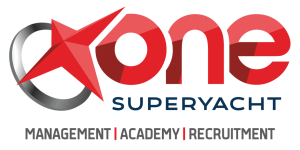 one
SUPERYACHT
MANAGEMENT | ACADEMY | RECRUITMENT